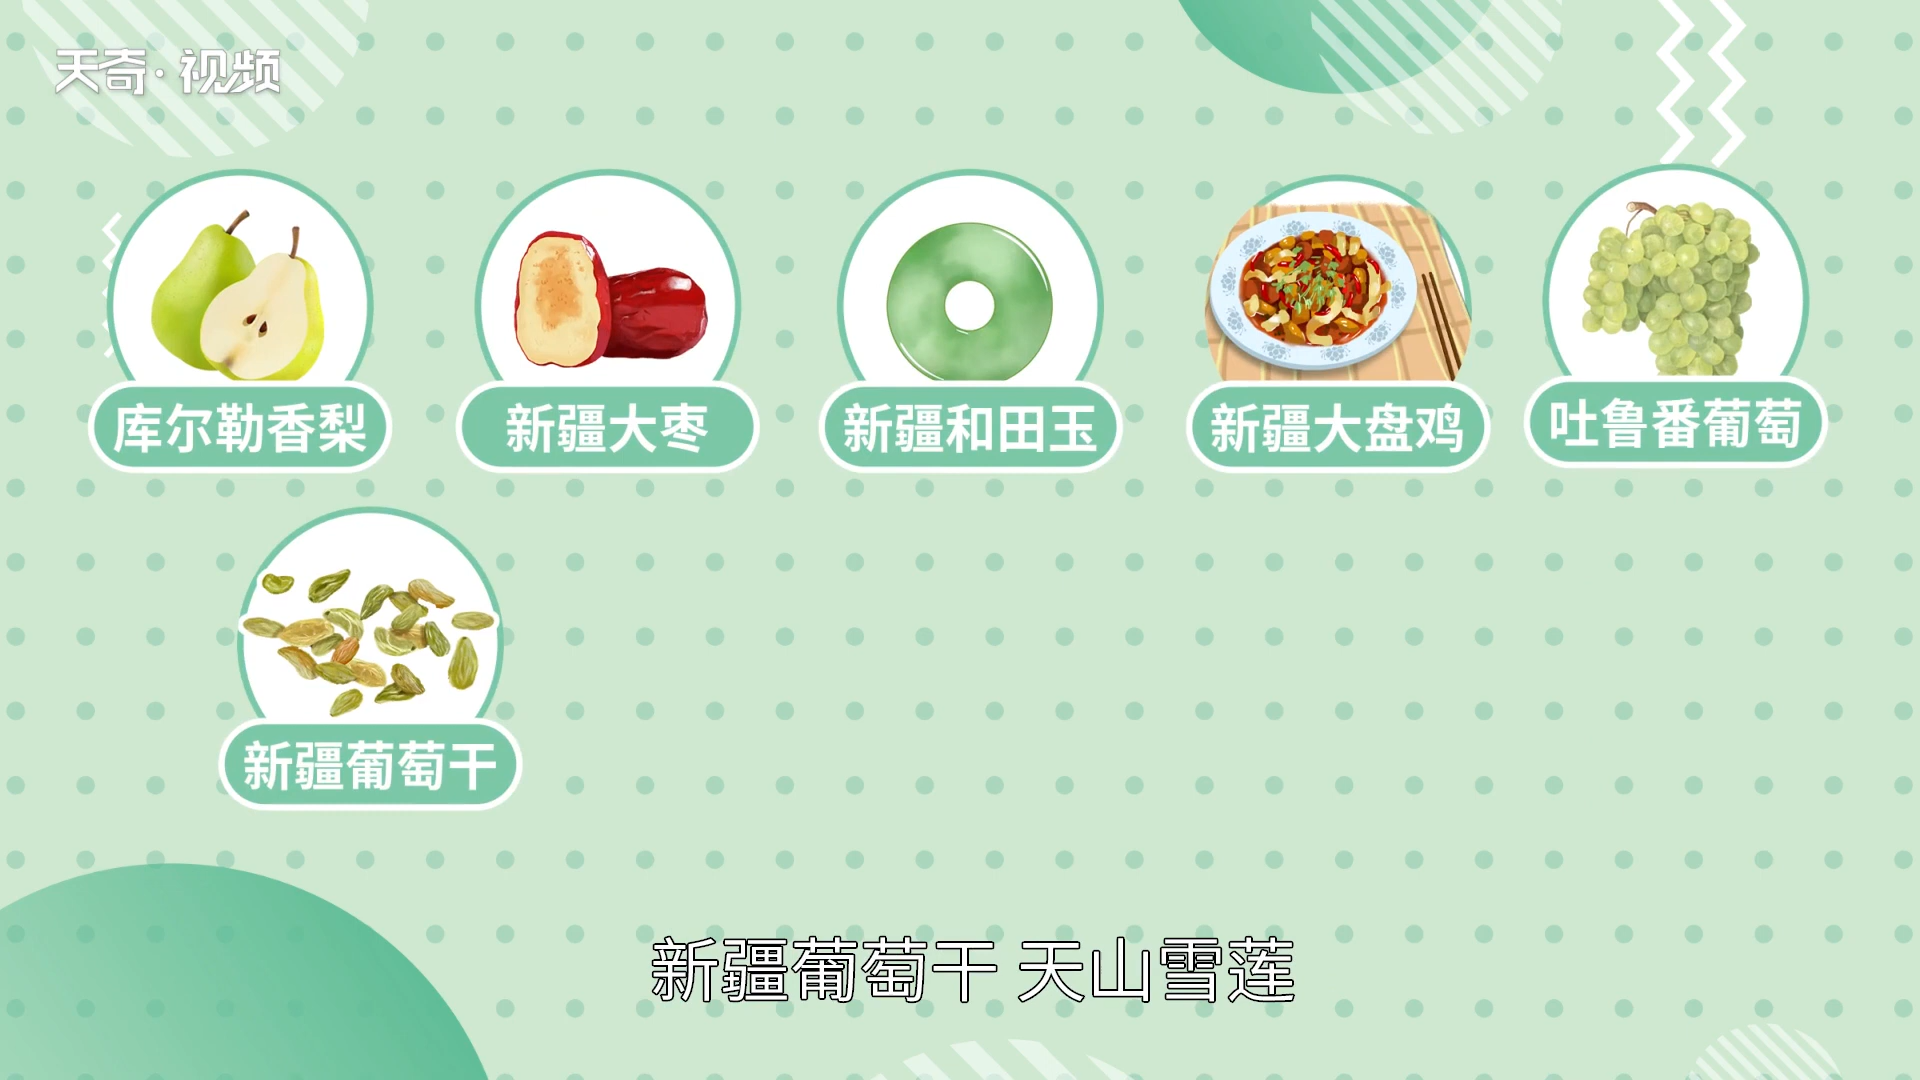 天奇·视频
库尔勒香梨
新疆大枣
新疆和田玉
新疆大盘鸡
吐鲁番葡萄
新疆葡萄干
新疆葡萄干 天山雪莲